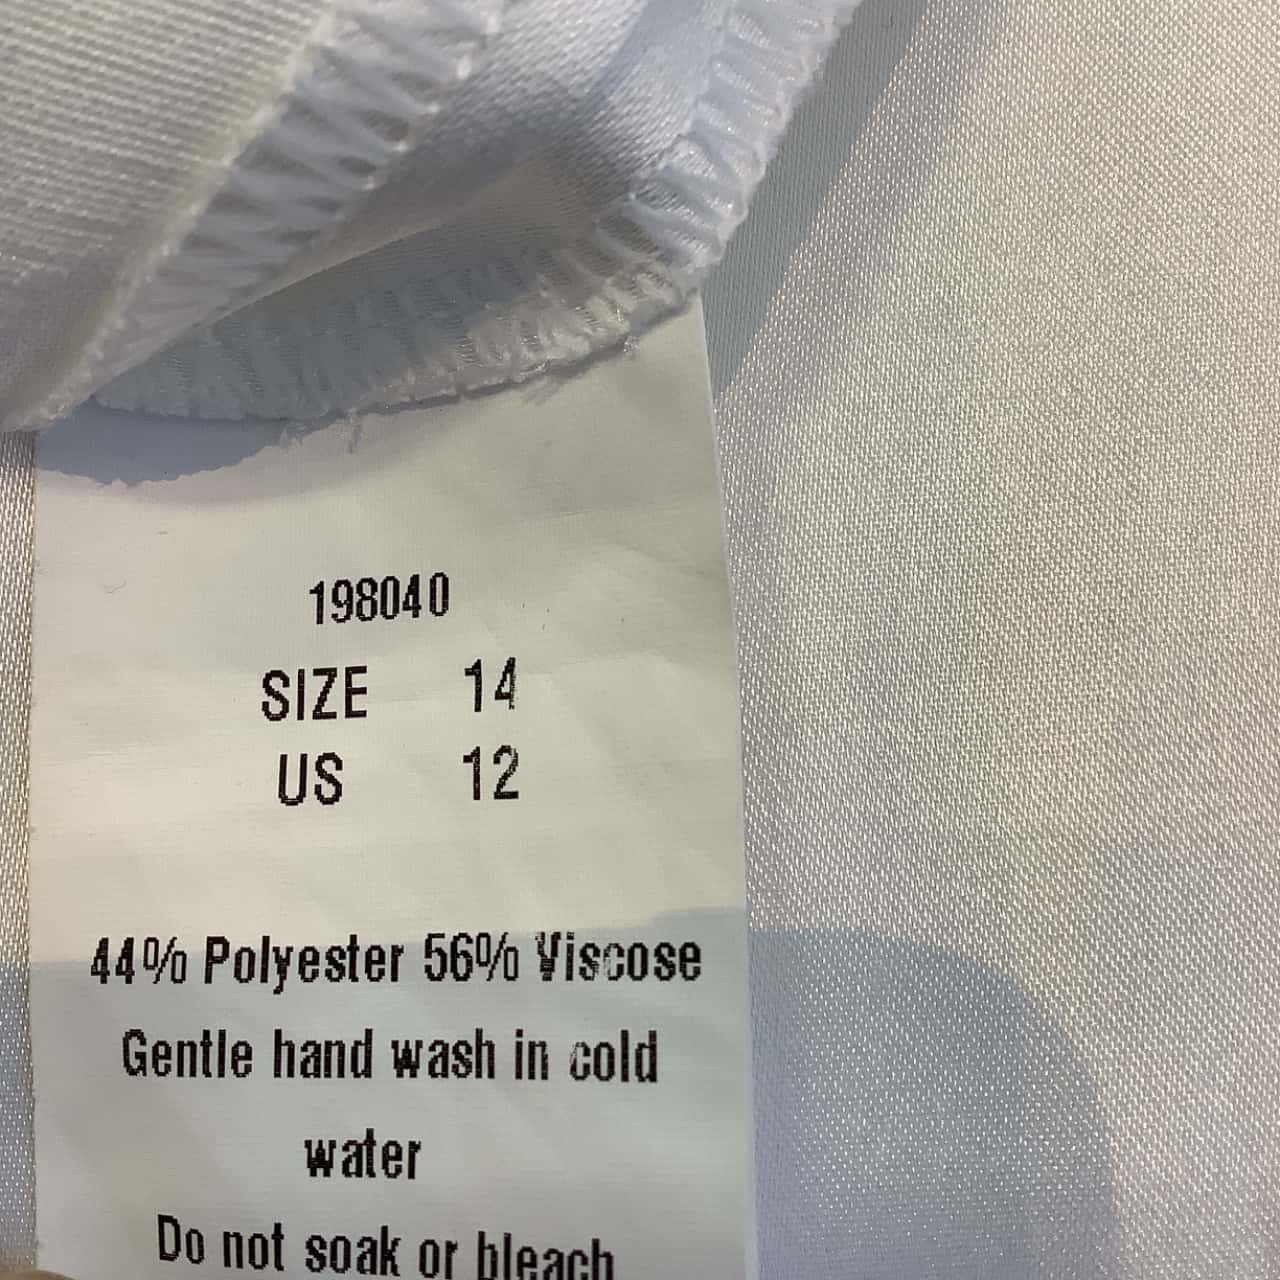 198040
SIZE 14
US 12
44% Polyester 56% Viscose
Gentle hand wash in cold
water
Do not soak or bleach